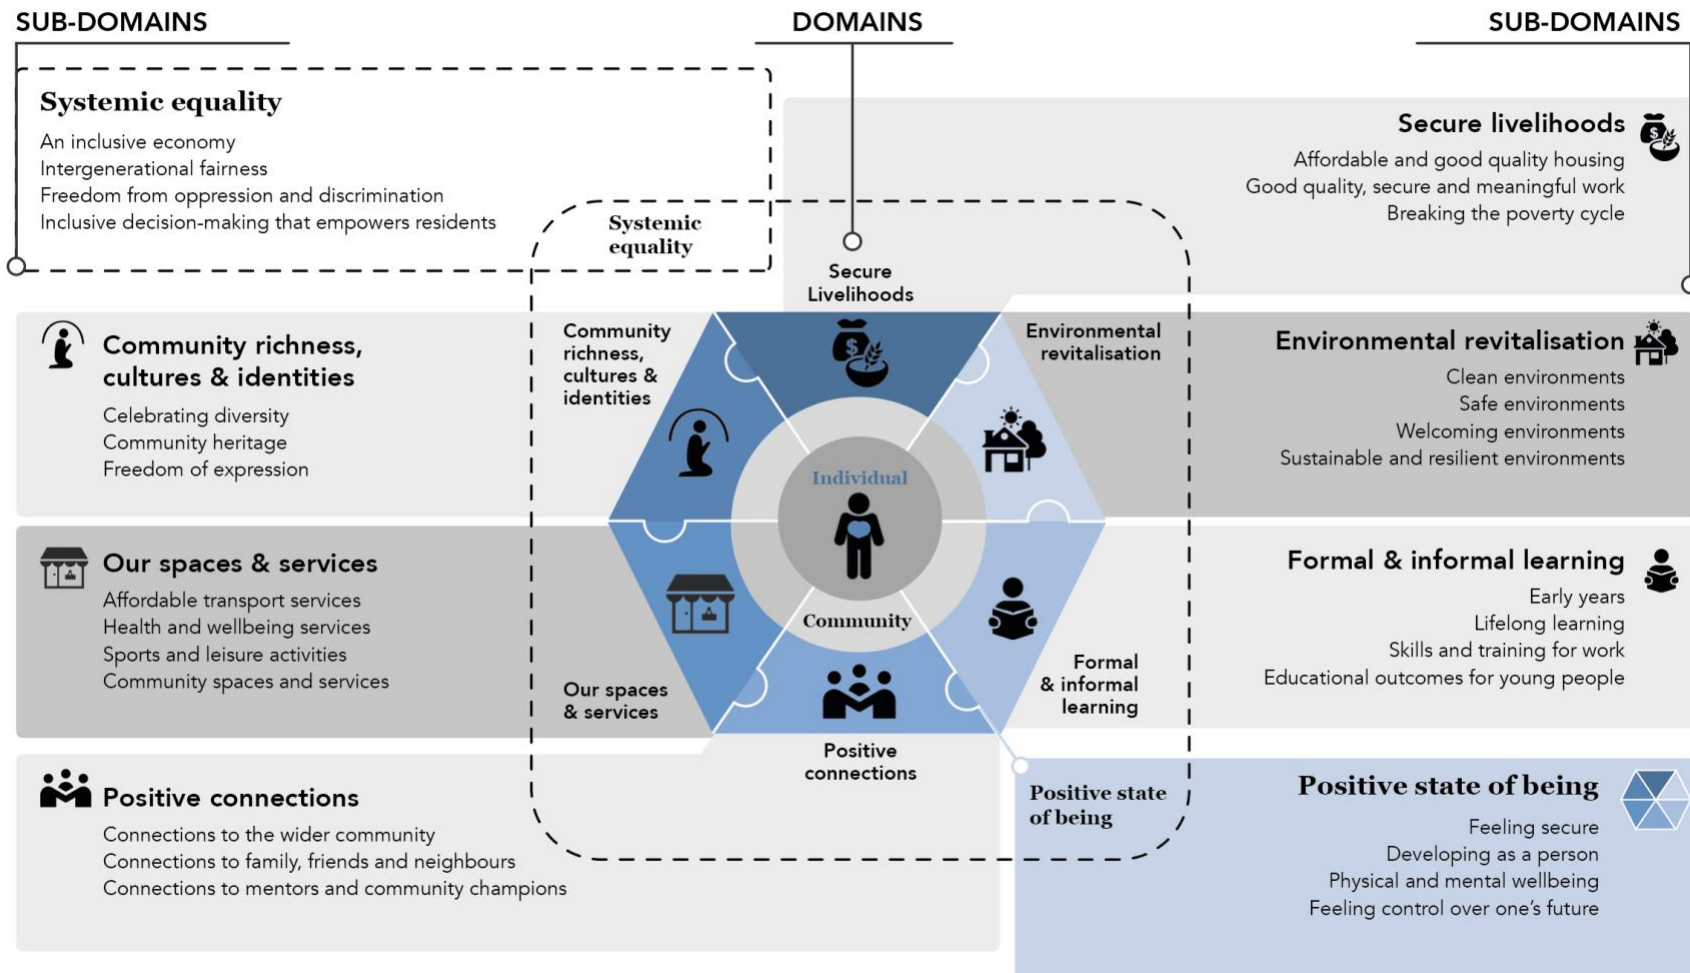 SUB-DOMAINS
DOMAINS
SUB-DOMAINS
Systemic equality
An inclusive economy
Intergenerational fairness
Freedom from oppression and discrimination
Inclusive decision-making that empowers residents
Secure livelihoods
Affordable and good quality housing
Good quality, secure and meaningful work
Breaking the poverty cycle
Systemic
equality
Secure
Livelihoods
Community richness,
cultures & identities
Celebrating diversity
Community heritage
Freedom of expression
Community
richness,
cultures &
identities
Environmental
revitalisation
Environmental revitalisation
Clean environments
Safe environments
Welcoming environments
Sustainable and resilient environments
$
$
Individual
Community
Our spaces & services
Affordable transport services
Health and wellbeing services
Sports and leisure activities
Community spaces and services
Our spaces
& services
Formal
& informal
learning
Formal & informal learning
Early years
Lifelong learning
Skills and training for work
Educational outcomes for young people
Positive connections
Connections to the wider community
Connections to family, friends and neighbours
Connections to mentors and community champions
Positive
connections
Positive state
of being
Positive state of being
Feeling secure
Developing as a person
Physical and mental wellbeing
Feeling control over one's future